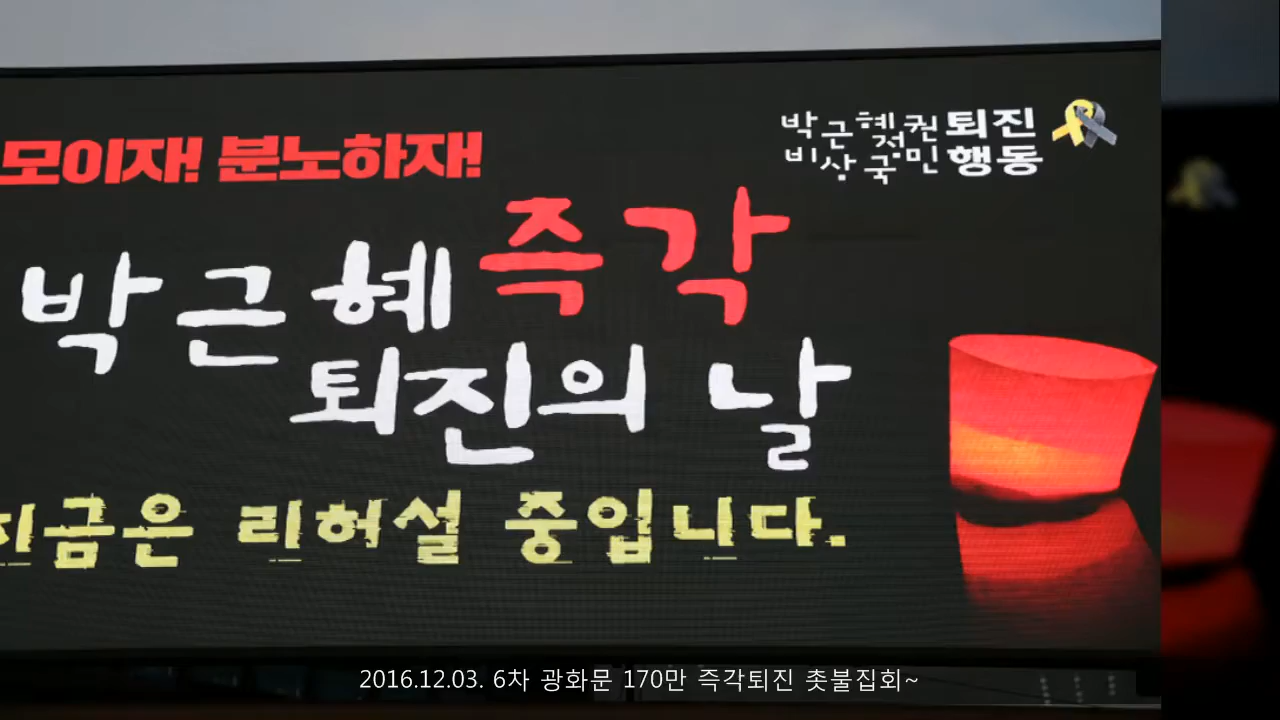 모이자! 분노하자!
박근혜정권 퇴진
비상국민 행동
박근혜 즉각
퇴진의 날
지금은 리허설 중입니다.
2016.12.03. 6차 광화문 170만 즉각퇴진 촛불집회~